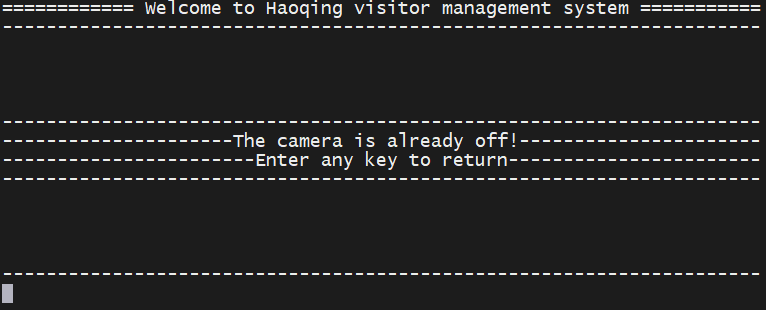 ============ Welcome to Haoqing visitor management system ===========
---------------------------------------------------------------------
---------------------------------------------------------------------
---------------------The camera is already off!----------------------
-----------------------Enter any key to return-----------------------
---------------------------------------------------------------------
---------------------------------------------------------------------